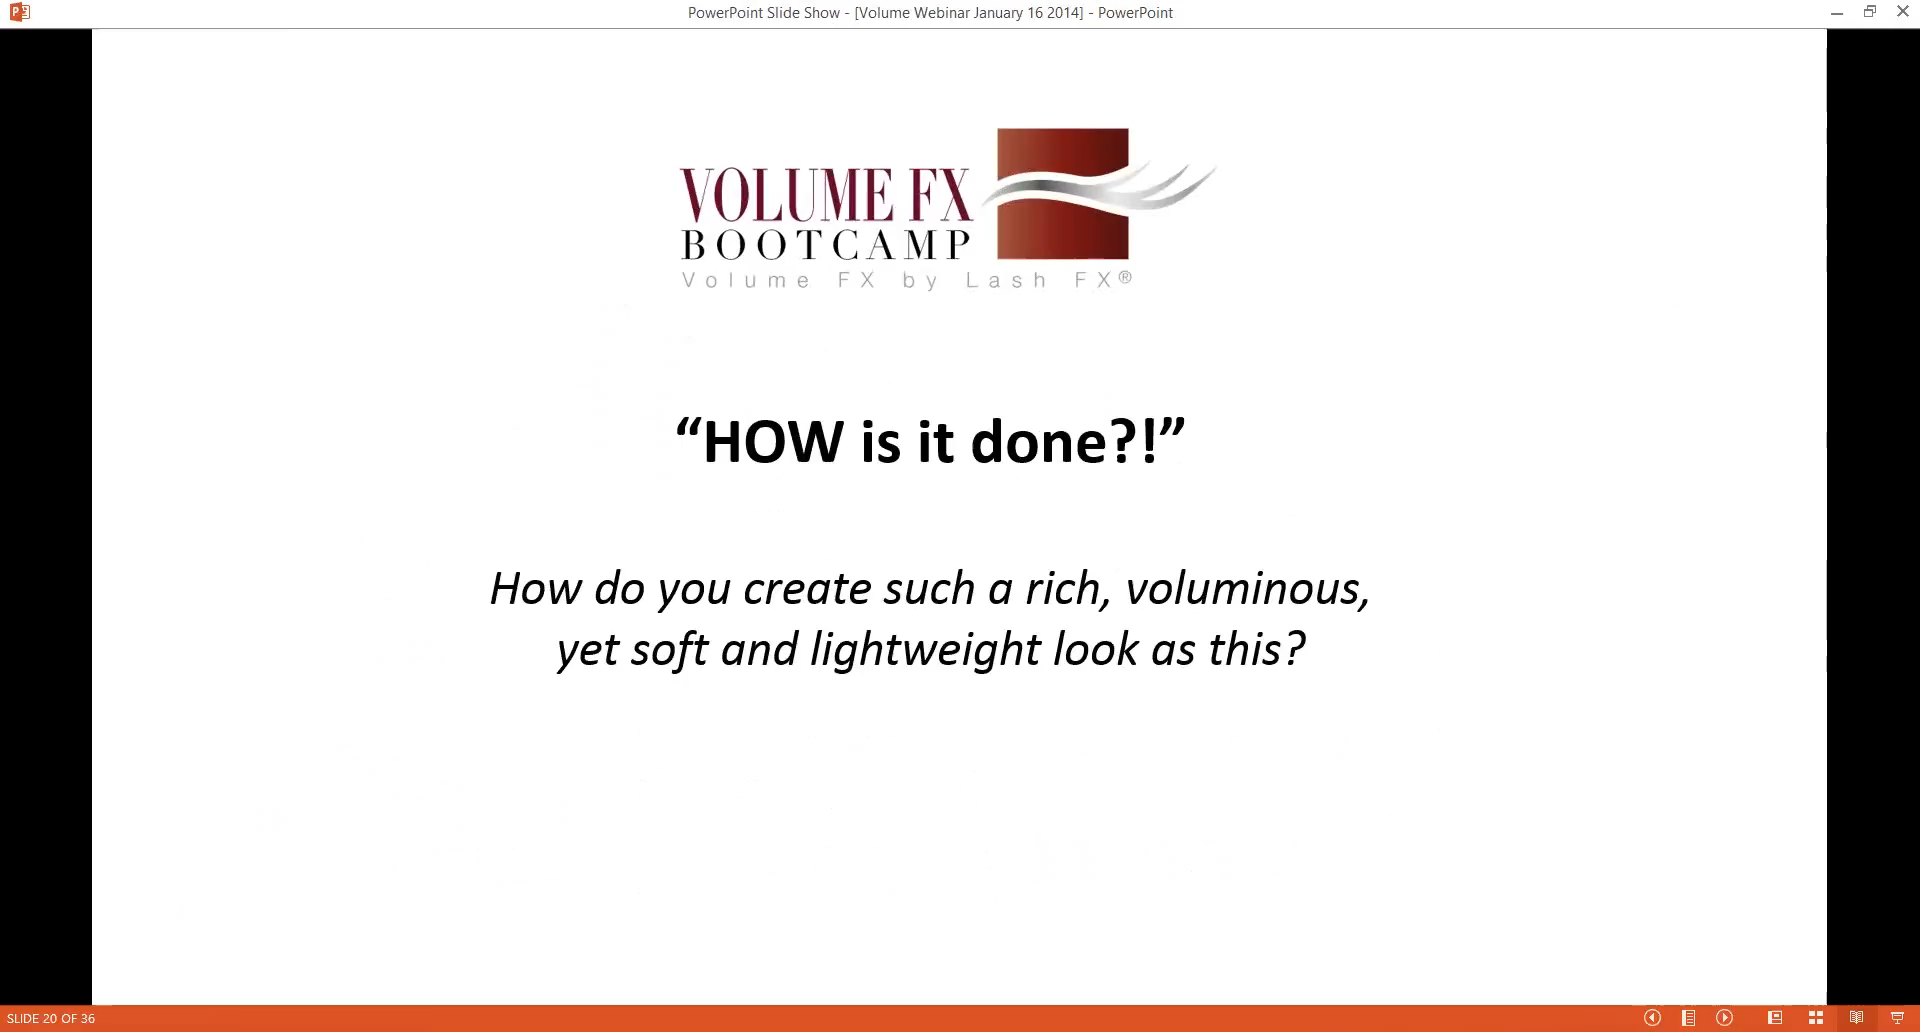 PowerPoint Slide Show - [Volume Webinar January 16 2014] - PowerPoint
VOLUME FX
BOOTCAMP
Volume FX by Lash FX®
“HOW is it done?!”
How do you create such a rich, voluminous,
yet soft and lightweight look as this?
SLIDE 20 OF 36